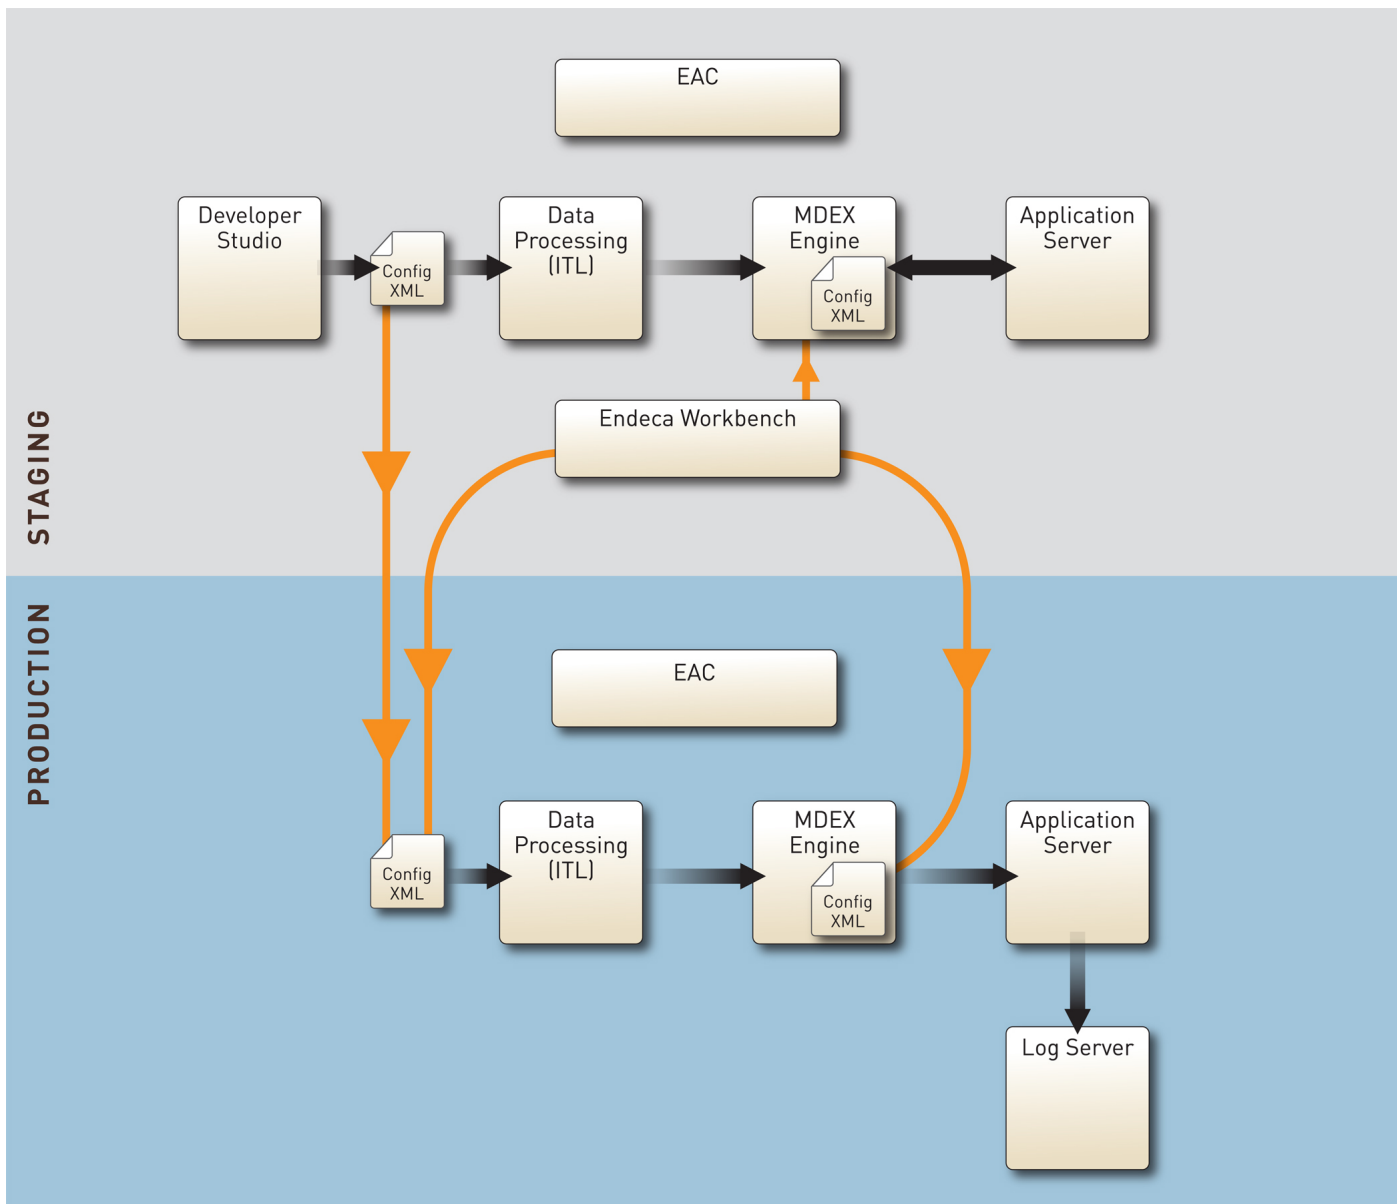 EAC
Developer
Studio
Config
XML
Data
Processing
(ITL)
MDEX
Engine
Config
XML
Application
Server
Endeca Workbench
STAGING
PRODUCTION
EAC
Config
XML
Data
Processing
(ITL)
MDEX
Engine
Config
XML
Application
Server
Log Server